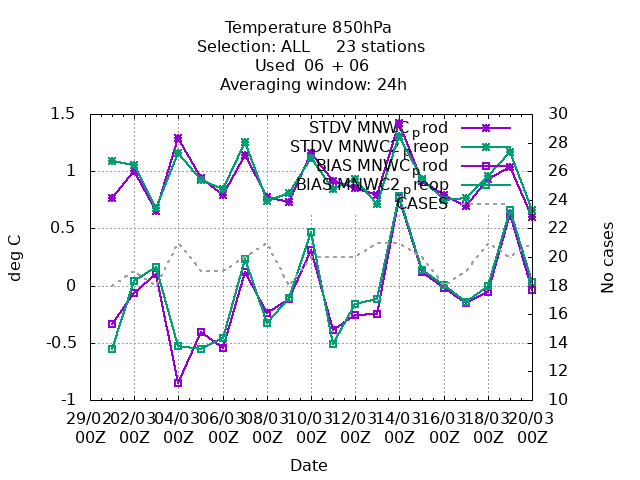 Temperature 850hPa
Selection: ALL     23 stations
Used  06 + 06
Averaging window: 24h
1.5
1
0.5
0
-0.5
-1
deg C
30
28
26
24
22
20
18
16
14
12
10
No cases
STDV MNWC_prod
STDV MNWC2_preop
BIAS MNWC_prod
BIAS MNWC2_preop
CASES
29/02 02/03 04/03 06/03 08/03 10/03 12/03 14/03 16/03 18/03 20/03
00Z 00Z 00Z 00Z 00Z 00Z 00Z 00Z 00Z 00Z 00Z
Date